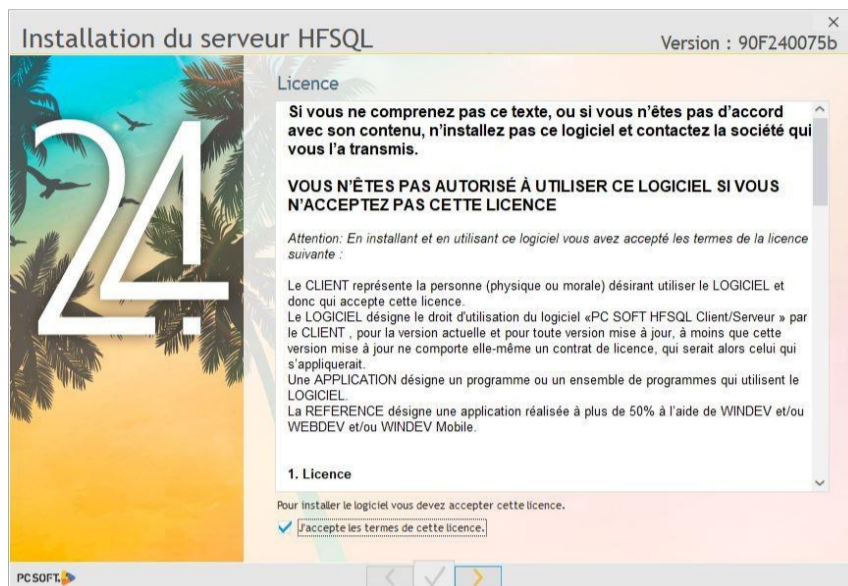 Installation du serveur HFSQL
Version : 90F240075b
24
Licence
Si vous ne comprenez pas ce texte, ou si vous n'êtes pas d'accord
avec son contenu, n'installez pas ce logiciel et contactez la société qui
vous l'a transmis.
VOUS N'ÊTES PAS AUTORISÉ À UTILISER CE LOGICIEL SI VOUS
N'ACCEPTEZ PAS CETTE LICENCE
Attention: En installant et en utilisant ce logiciel vous avez accepté les termes de la licence
suivante :
Le CLIENT représente la personne (physique ou morale) désirant utiliser le LOGICIEL et
donc qui accepte cette licence.
Le LOGICIEL désigne le droit d'utilisation du logiciel «PC SOFT HFSQL Client/Serveur » par
le CLIENT , pour la version actuelle et pour toute version mise à jour, à moins que cette
version mise à jour ne comporte elle-même un contrat de licence, qui serait alors celui qui
s'appliquerait.
Une APPLICATION désigne un programme ou un ensemble de programmes qui utilisent le
LOGICIEL.
La REFERENCE désigne une application réalisée à plus de 50% à l'aide de WINDEV et/ou
WEBDEV et/ou WINDEV Mobile.
1. Licence
Pour installer le logiciel vous devez accepter cette licence.
J'accepte les termes de cette licence.
PC SOFT